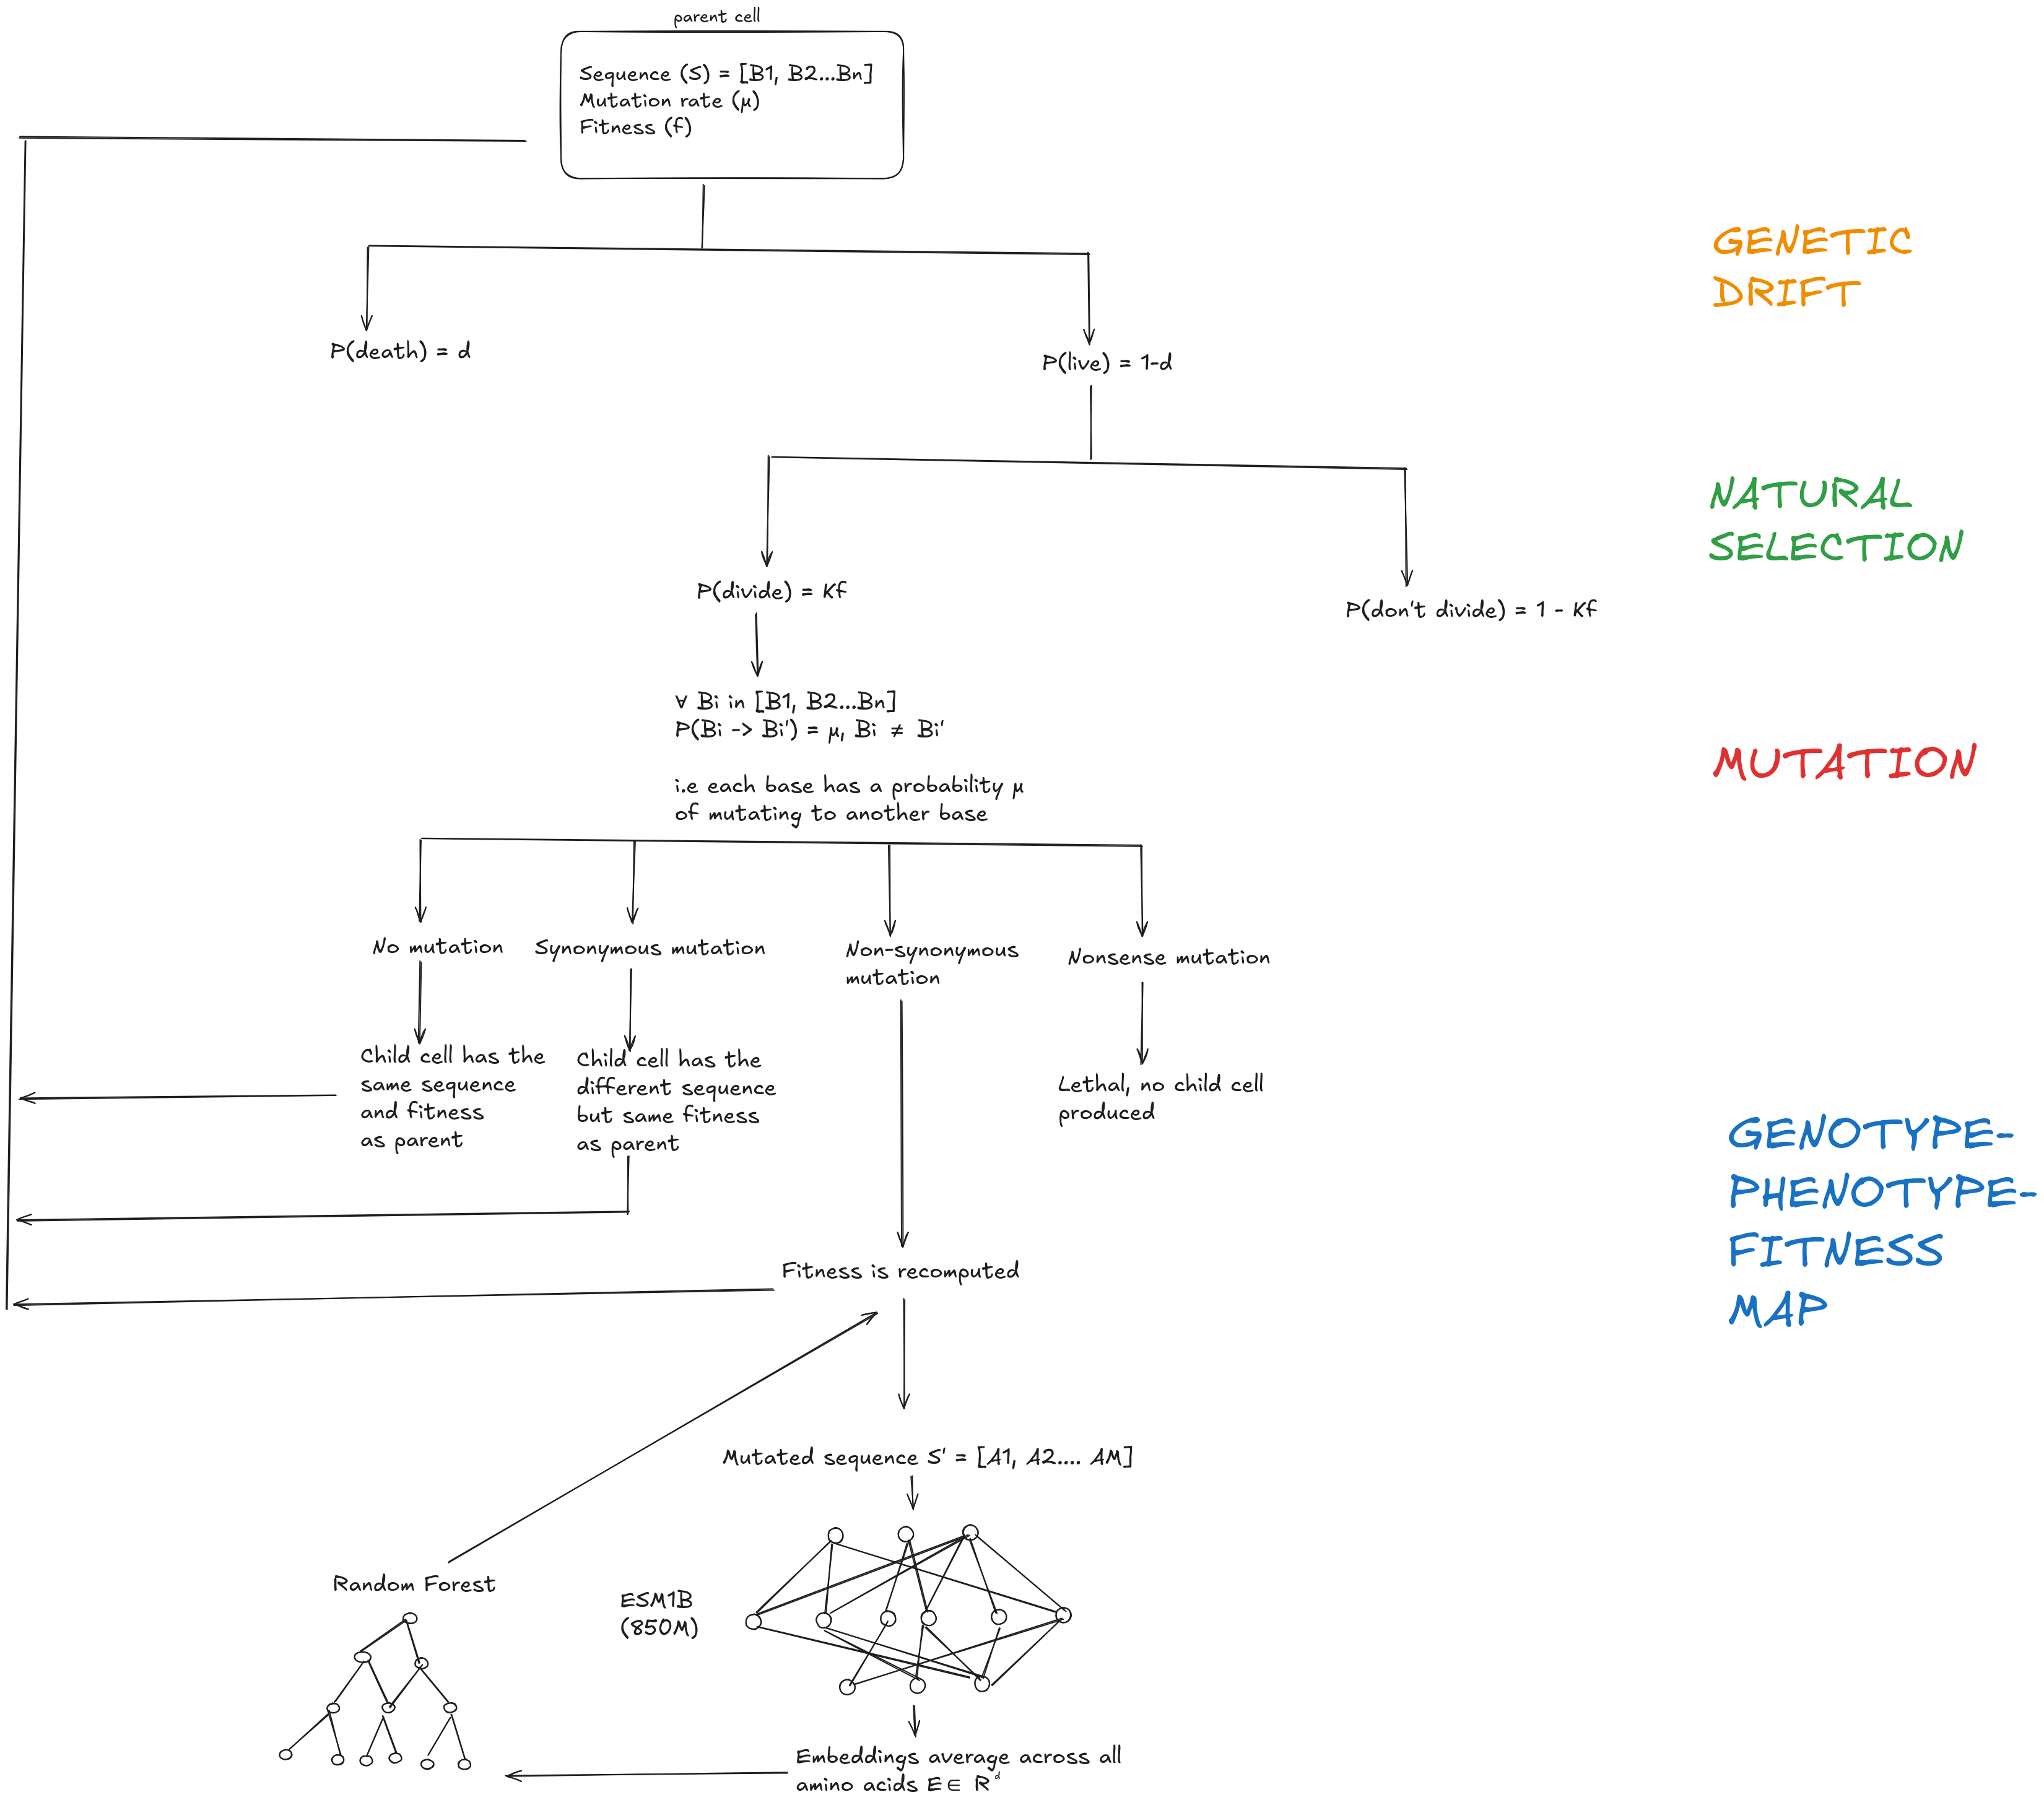 parent cell
Sequence (S) = [B1, B2...Bn]
Mutation rate (μ)
Fitness (f)
GENETIC
DRIFT
P(death) = d
P(live) = 1-d
NATURAL
SELECTION
P(divide) = Kf
P(don't divide) = 1 - Kf
∀ Bi in [B1, B2...Bn]
P(Bi -> Bi') = μ, Bi ≠ Bi'
MUTATION
i.e each base has a probability μ
of mutating to another base
No mutation
Synonymous mutation
Non-synonymous
mutation
Nonsense mutation
Child cell has the
same sequence
and fitness
as parent
Child cell has the
different sequence
but same fitness
as parent
Lethal, no child cell
produced
GENOTYPE-
PHENOTYPE-
FITNESS
MAP
Fitness is recomputed
Mutated sequence S' = [A1, A2.... AM]
Random Forest
ESM1B
(850M)
Embeddings average across all
amino acids E ∈ R^d